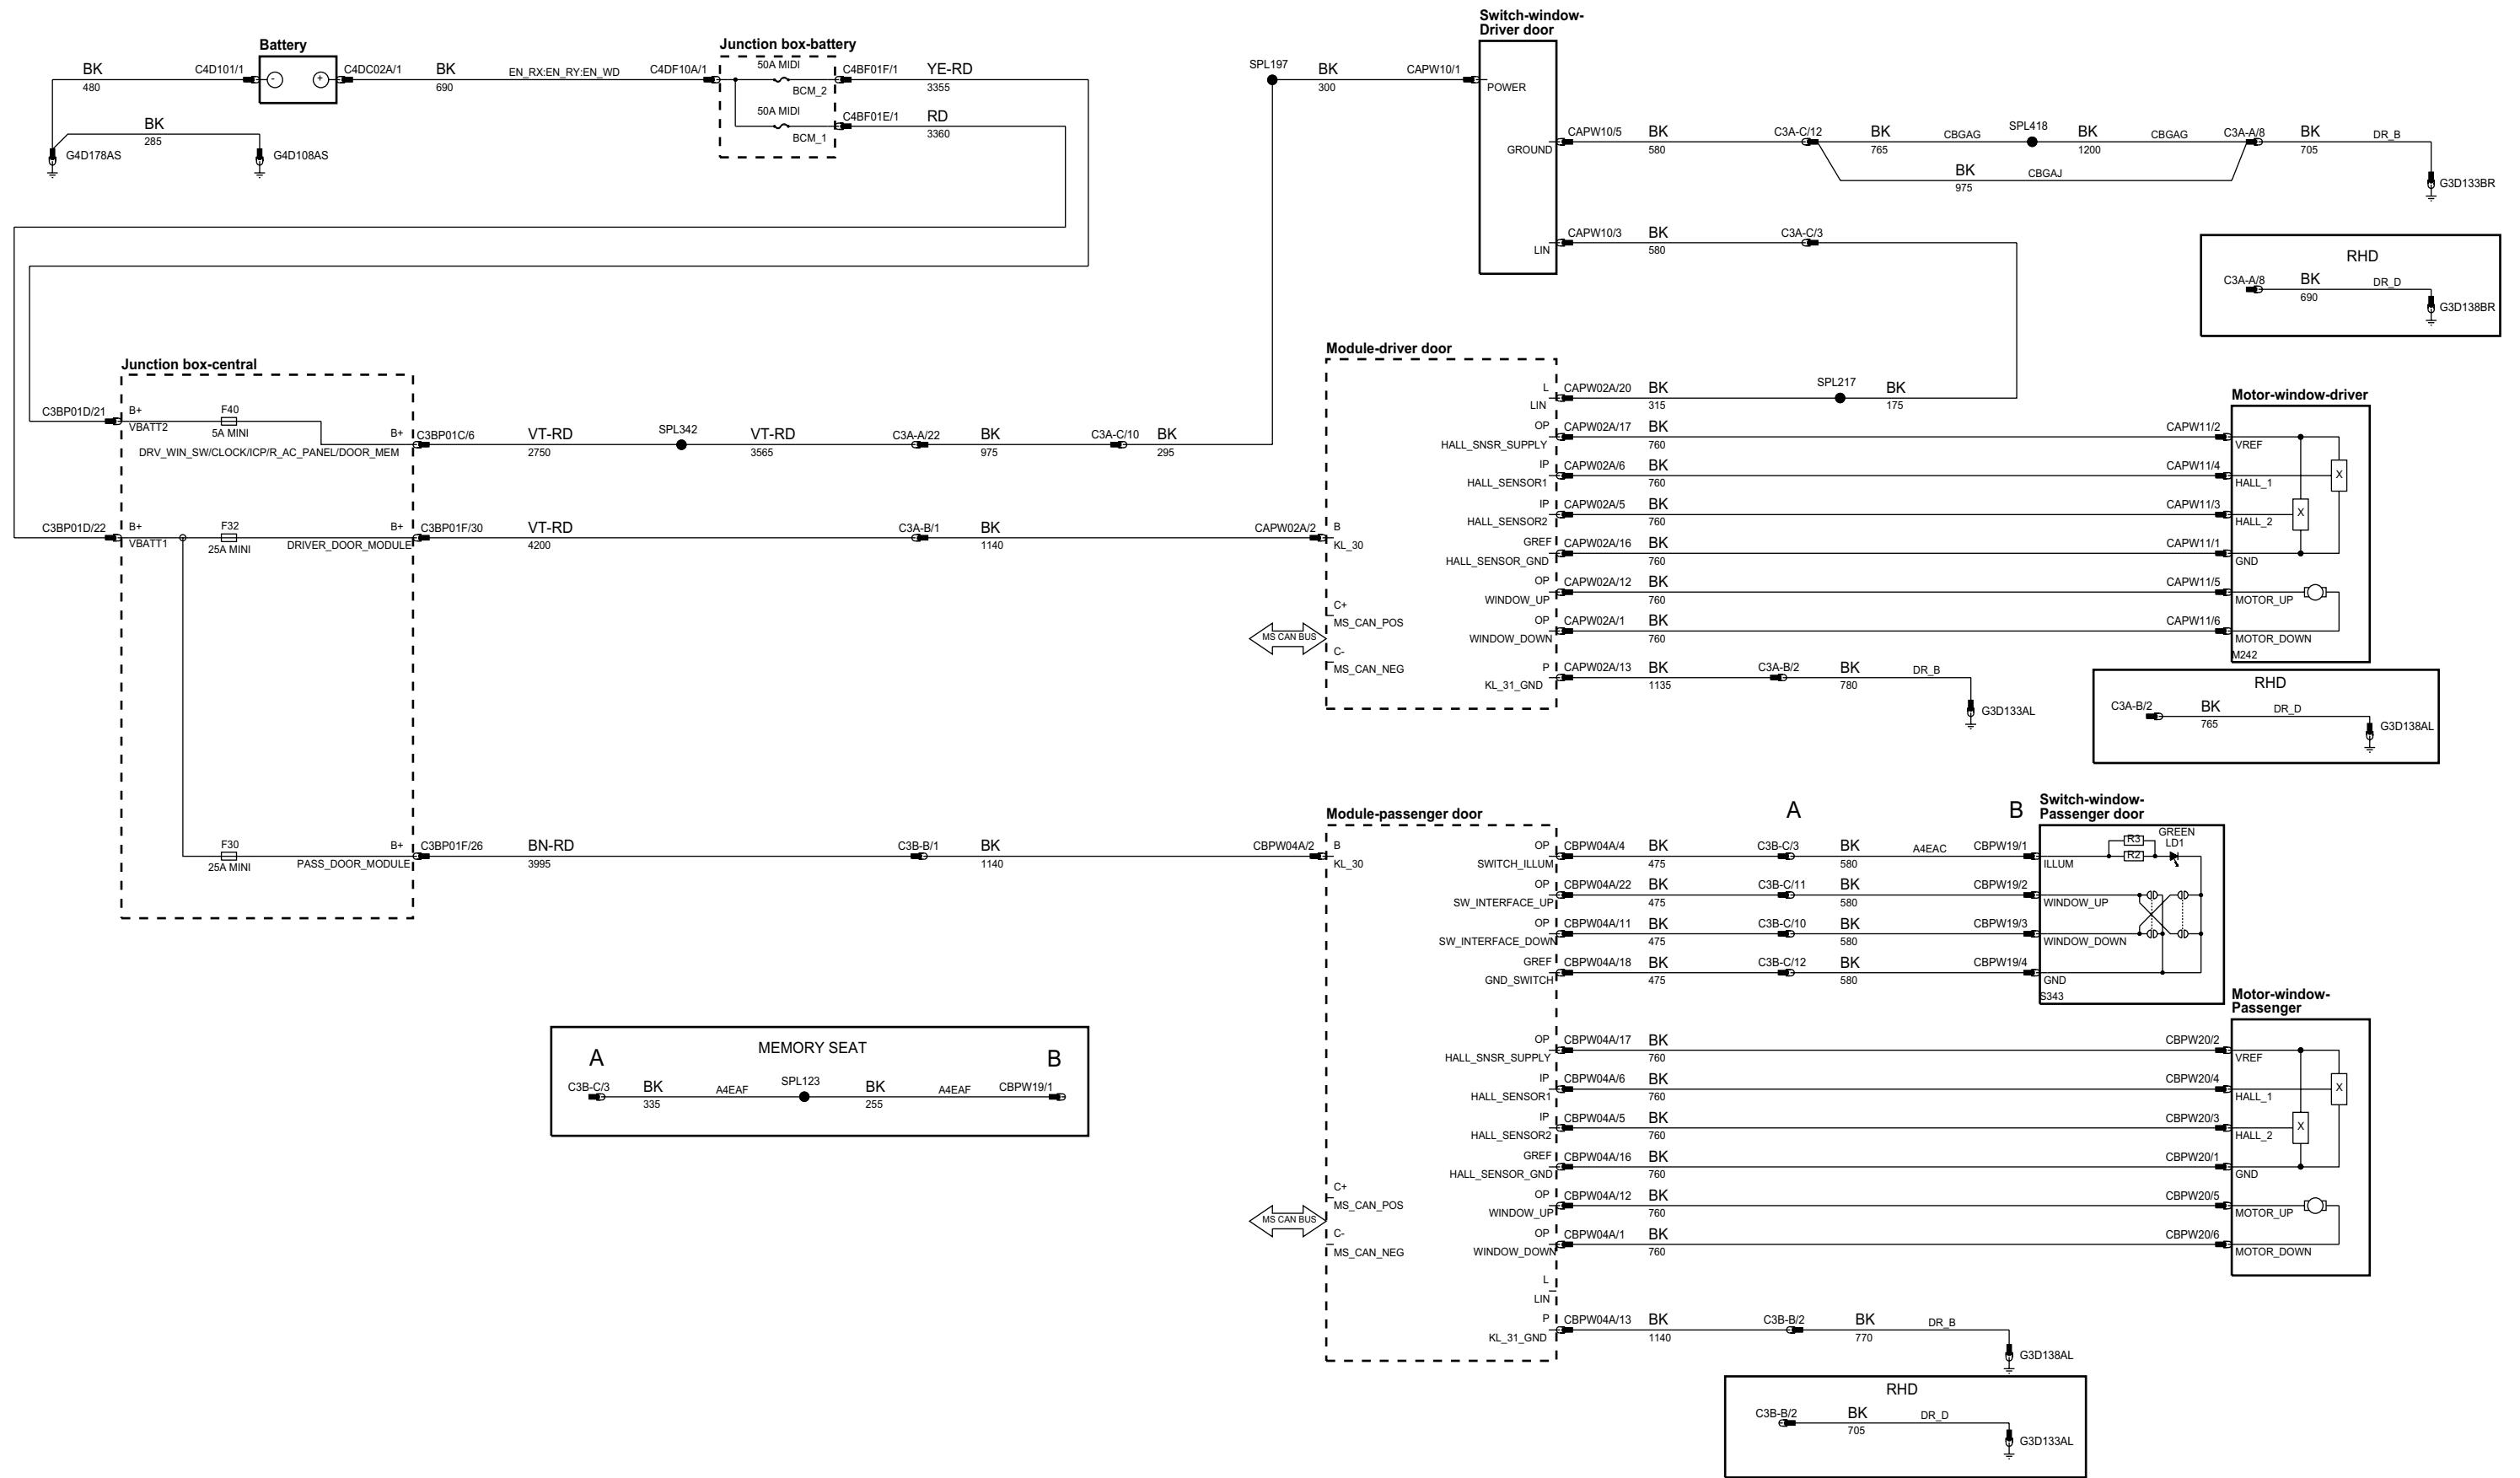 Battery
BK
480
C4D101/1
-
+
C4DC02A/1
BK
690
EN_RX:EN_RY:EN_WD
C4DF10A/1
BK
285
G4D178AS
G4D108AS
Junction box-battery
50A MIDI
BCM_2
C4BF01F/1
YE-RD
3355
50A MIDI
BCM_1
C4BF01E/1
RD
3360
Switch-window-
Driver door
SPL197
BK
300
CAPW10/1
POWER
GROUND
CAPW10/5
BK
580
C3A-C/12
BK
765
CBGAG
SPL418
BK
1200
CBGAG
C3A-A/8
BK
705
DR_B
G3D133BR
BK
975
CBGAJ
LIN
CAPW10/3
BK
580
C3A-C/3
RHD
C3A-A/8
BK
690
DR_D
G3D138BR
Junction box-central
C3BP01D/21
B+
VBATT2
F40
5A MINI
B+
DRV_WIN_SW/CLOCK/ICP/R_AC_PANEL/DOOR_MEM
C3BP01C/6
VT-RD
2750
SPL342
VT-RD
3565
C3A-A/22
BK
975
C3A-C/10
BK
295
C3BP01D/22
B+
VBATT1
F32
25A MINI
B+
DRIVER_DOOR_MODULE
C3BP01F/30
VT-RD
4200
C3A-B/1
BK
1140
CAPW02A/2
F30
25A MINI
B+
PASS_DOOR_MODULE
C3BP01F/26
BN-RD
3995
C3B-B/1
BK
1140
CBPW04A/2
Module-driver door
B
KL_30
C+
MS_CAN_POS
MS CAN BUS
C-
MS_CAN_NEG
L
LIN
CAPW02A/20
BK
315
SPL217
BK
175
OP
HALL_SNSR_SUPPLY
CAPW02A/17
BK
760
CAPW11/2
IP
HALL_SENSOR1
CAPW02A/6
BK
760
CAPW11/4
IP
HALL_SENSOR2
CAPW02A/5
BK
760
CAPW11/3
GREF
HALL_SENSOR_GND
CAPW02A/16
BK
760
CAPW11/1
OP
WINDOW_UP
CAPW02A/12
BK
760
CAPW11/5
OP
WINDOW_DOWN
CAPW02A/1
BK
760
CAPW11/6
P
KL_31_GND
CAPW02A/13
BK
1135
C3A-B/2
BK
780
DR_B
G3D133AL
Motor-window-driver
VREF
HALL_1
X
HALL_2
X
GND
MOTOR_UP
MOTOR_DOWN
M242
RHD
C3A-B/2
BK
765
DR_D
G3D138AL
Module-passenger door
B
KL_30
A
B
OP
SWITCH_ILLUM
CBPW04A/4
BK
475
C3B-C/3
BK
580
A4EAC
CBPW19/1
OP
SW_INTERFACE_UP
CBPW04A/22
BK
475
C3B-C/11
BK
580
CBPW19/2
OP
SW_INTERFACE_DOWN
CBPW04A/11
BK
475
C3B-C/10
BK
580
CBPW19/3
GREF
GND_SWITCH
CBPW04A/18
BK
475
C3B-C/12
BK
580
CBPW19/4
Switch-window-
Passenger door
ILLUM
R3
R2
GREEN
LD1
WINDOW_UP
WINDOW_DOWN
GND
S343
MEMORY SEAT
A
B
C3B-C/3
BK
335
A4EAF
SPL123
BK
255
A4EAF
CBPW19/1
C+
MS_CAN_POS
MS CAN BUS
C-
MS_CAN_NEG
OP
HALL_SNSR_SUPPLY
CBPW04A/17
BK
760
CBPW20/2
IP
HALL_SENSOR1
CBPW04A/6
BK
760
CBPW20/4
IP
HALL_SENSOR2
CBPW04A/5
BK
760
CBPW20/3
GREF
HALL_SENSOR_GND
CBPW04A/16
BK
760
CBPW20/1
OP
WINDOW_UP
CBPW04A/12
BK
760
CBPW20/5
OP
WINDOW_DOWN
CBPW04A/1
BK
760
CBPW20/6
L
LIN
P
KL_31_GND
CBPW04A/13
BK
1140
C3B-B/2
BK
770
DR_B
G3D138AL
Motor-window-
Passenger
VREF
HALL_1
X
HALL_2
X
GND
MOTOR_UP
MOTOR_DOWN
RHD
C3B-B/2
BK
705
DR_D
G3D133AL